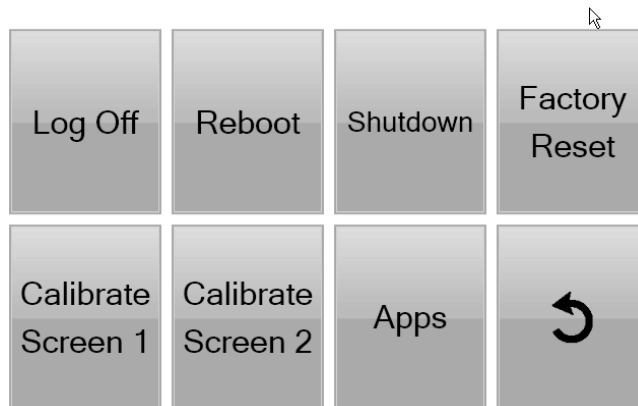 Log Off
Reboot
Shutdown
Factory
Reset
Calibrate
Screen 1
Calibrate
Screen 2
Apps